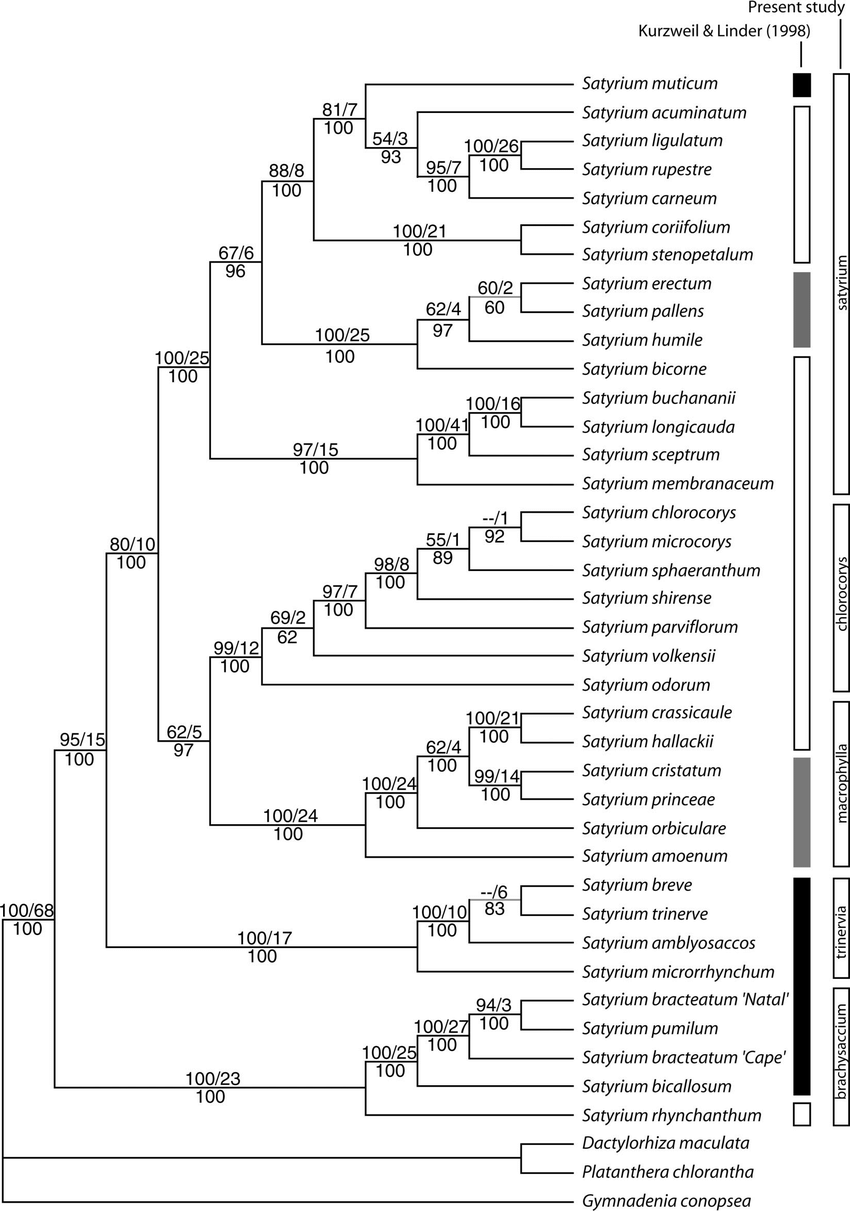 Present study
Kurzweil & Linder (1998)
Satyrium muticum
81/7
100
Satyrium acuminatum
54/3
93
Satyrium ligulatum
100/26
100
Satyrium rupestre
95/7
100
88/8
100
Satyrium carneum
Satyrium coriifolium
100/21
100
Satyrium stenopetalum
67/6
96
Satyrium erectum
60/2
60
Satyrium pallens
62/4
97
Satyrium humile
100/25
100
Satyrium bicorne
100/25
100
Satyrium buchananii
100/16
100
Satyrium longicauda
100/41
100
Satyrium sceptrum
97/15
100
Satyrium membranaceum
satyrium
Satyrium chlorocorys
--/1
92
Satyrium microcorys
55/1
89
80/10
100
Satyrium sphaeranthum
98/8
100
Satyrium shirense
97/7
100
Satyrium parviflorum
69/2
62
Satyrium volkensii
99/12
100
Satyrium odorum
chlorocorys
Satyrium crassicaule
100/21
100
62/5
97
Satyrium hallackii
62/4
100
95/15
100
Satyrium cristatum
99/14
100
Satyrium princeae
100/24
100
Satyrium orbiculare
100/24
100
Satyrium amoenum
macrophylla
Satyrium breve
--/6
83
Satyrium trinerve
100/10
100
100/68
100
Satyrium amblyosaccos
100/17
100
Satyrium microrrhynchum
trinervia
Satyrium bracteatum 'Natal'
94/3
100
Satyrium pumilum
100/27
100
Satyrium bracteatum 'Cape'
100/25
100
Satyrium bicallosum
100/23
100
Satyrium rhynchanthum
brachysaccium
Dactylorhiza maculata
Platanthera chlorantha
Gymnadenia conopsea